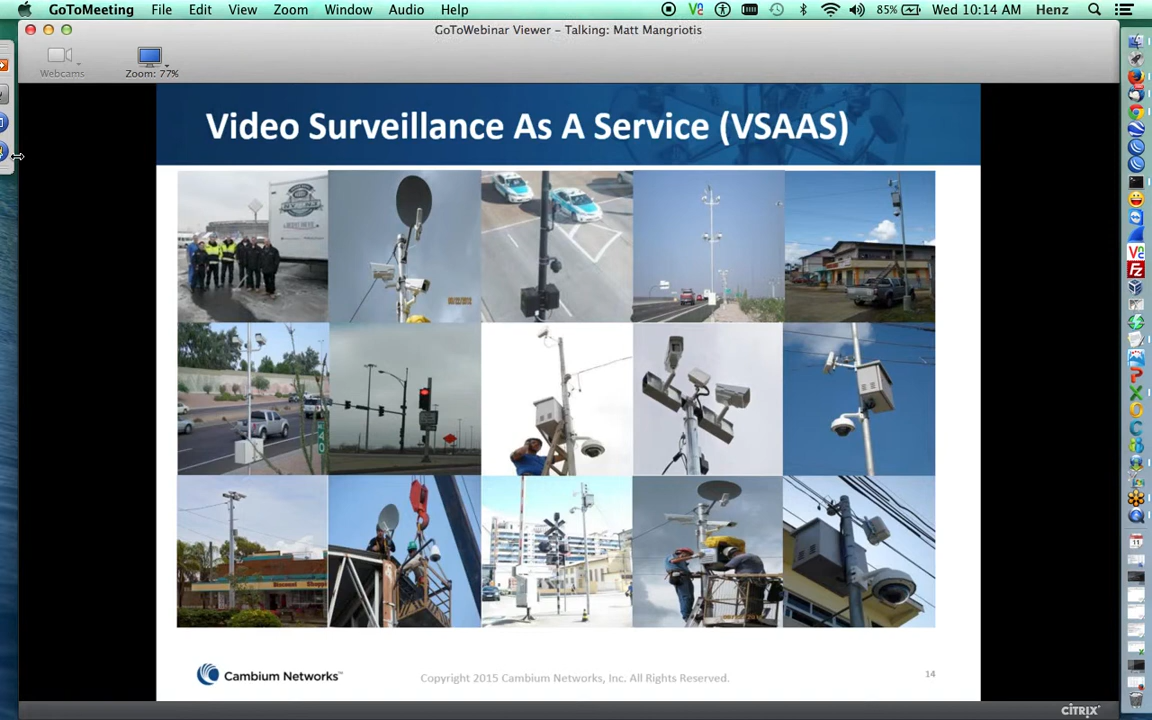 GoToMeeting File Edit View Zoom Window Audio Help 85% Wed 10:14 AM Henz
GoToWebinar Viewer – Talking: Matt Mangriotis
Webcams
Zoom: 77%
Video Surveillance As A Service (VSAAS)
Cambium Networks™
Copyright 2015 Cambium Networks, Inc. All Rights Reserved.
14
CITRIX